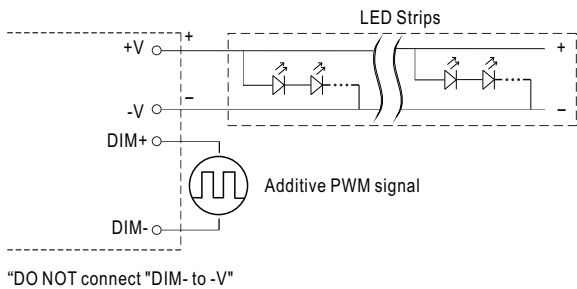 LED Strips
+V
+
+
-V
−
−
DIM+
Additive PWM signal
DIM-
“DO NOT connect "DIM- to -V"